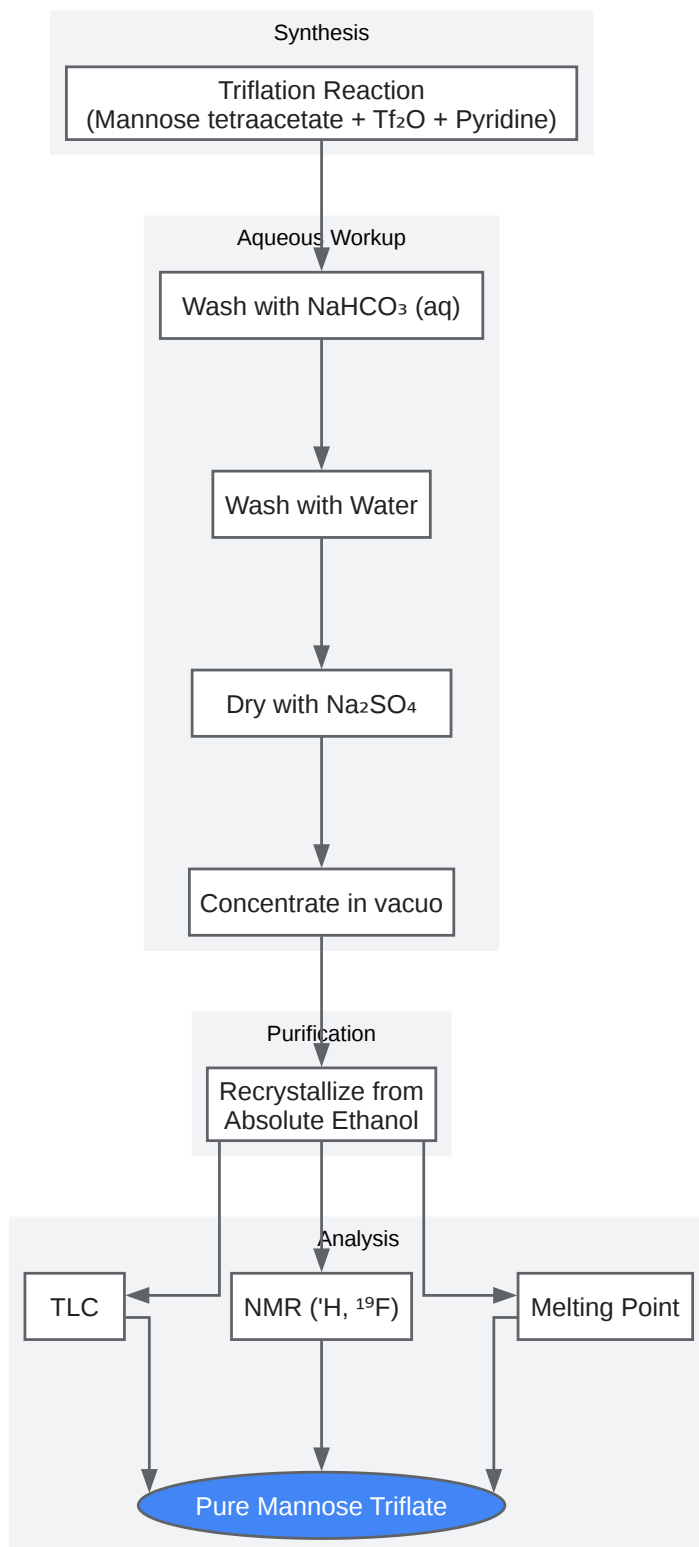 Synthesis
Triflation Reaction
(Mannose tetraacetate + Tf₂O + Pyridine)
Aqueous Workup
Wash with NaHCO₃ (aq)
Wash with Water
Dry with Na₂SO₄
Concentrate in vacuo
Purification
Recrystallize from
Absolute Ethanol
Analysis
TLC
NMR ('H, ¹⁹F)
Melting Point
Pure Mannose Triflate